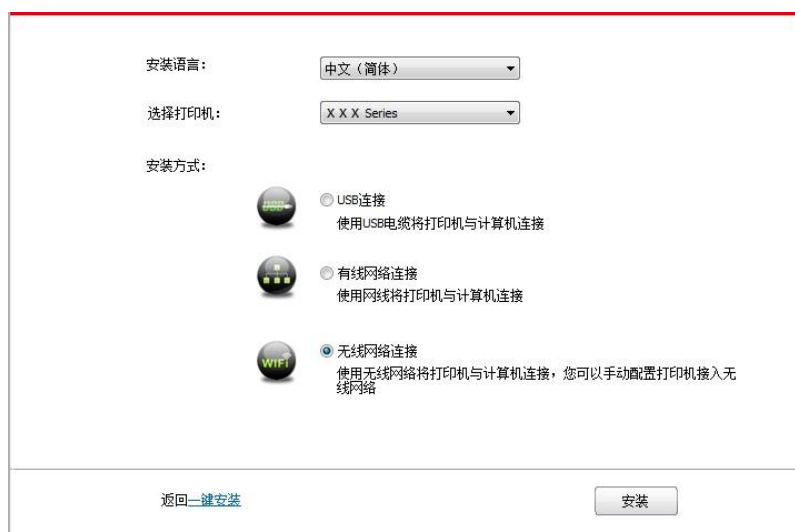 安装语言：
中文（简体）
选择打印机：
X X X Series
安装方式：
USB
USB连接
使用USB电缆将打印机与计算机连接
有线网络连接
使用网线将打印机与计算机连接
WIFI
无线网络连接
使用无线网络将打印机与计算机连接，您可以手动配置打印机接入无
线网络
返回一键安装
安装